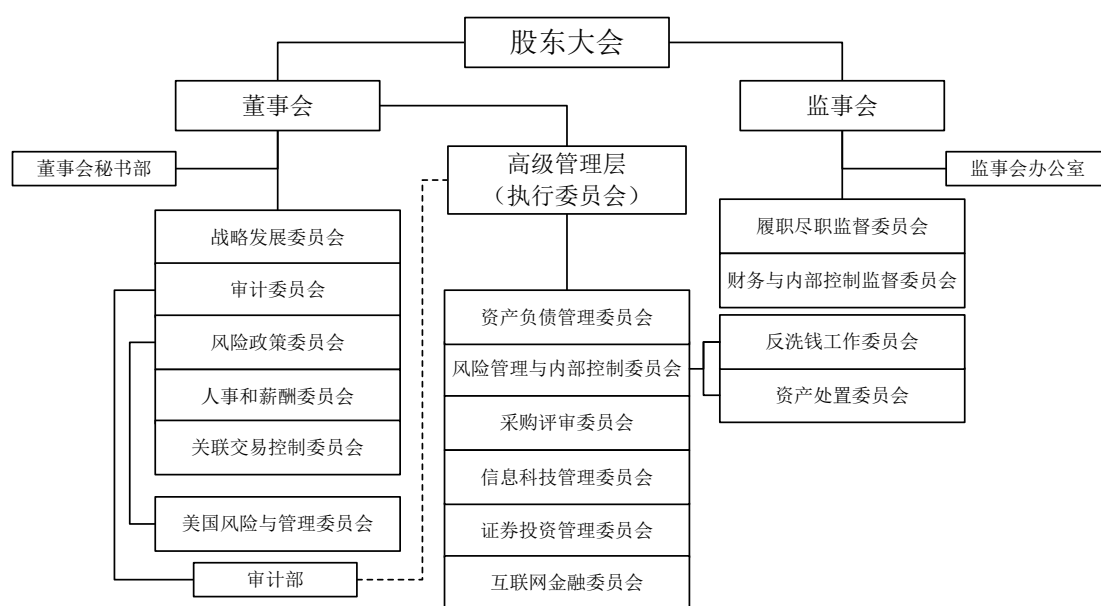 股东大会
董事会
监事会
董事会秘书部
高级管理层
（执行委员会）
监事会办公室
战略发展委员会
审计委员会
风险政策委员会
人事和薪酬委员会
关联交易控制委员会
美国风险与管理委员会
审计部
资产负债管理委员会
风险管理与内部控制委员会
采购评审委员会
信息科技管理委员会
证券投资管理委员会
互联网金融委员会
履职尽职监督委员会
财务与内部控制监督委员会
反洗钱工作委员会
资产处置委员会